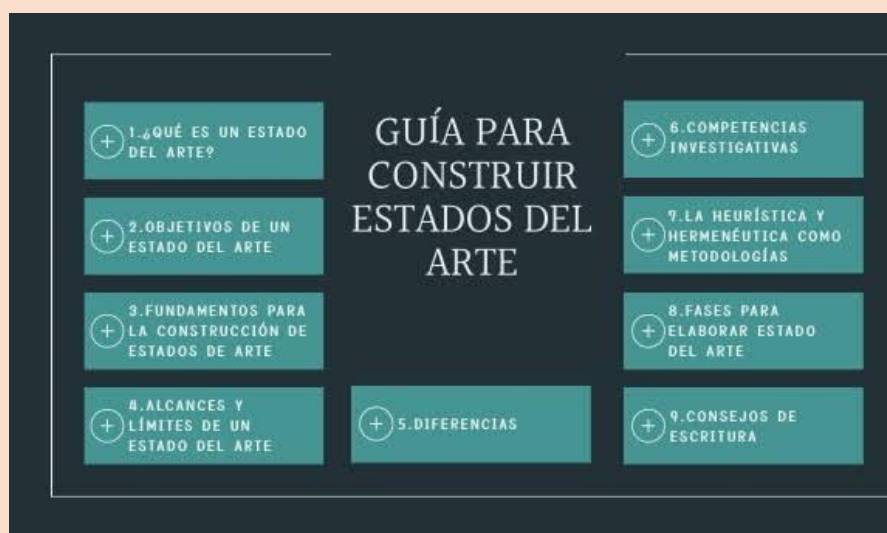 GUÍA PARA
CONSTRUIR
ESTADOS DEL
ARTE
1.¿QUÉ ES UN ESTADO
DEL ARTE?
2.OBJETIVOS DE UN
ESTADO DEL ARTE
3.FUNDAMENTOS PARA
LA CONSTRUCCIÓN DE
ESTADOS DE ARTE
4.ALCANCES Y
LÍMITES DE UN
ESTADO DEL ARTE
5.DIFERENCIAS
6.COMPETENCIAS
INVESTIGATIVAS
7.LA HEURÍSTICA Y
HERMENÉUTICA COMO
METODOLOGÍAS
8.FASES PARA
ELABORAR ESTADO
DEL ARTE
9.CONSEJOS DE
ESCRITURA